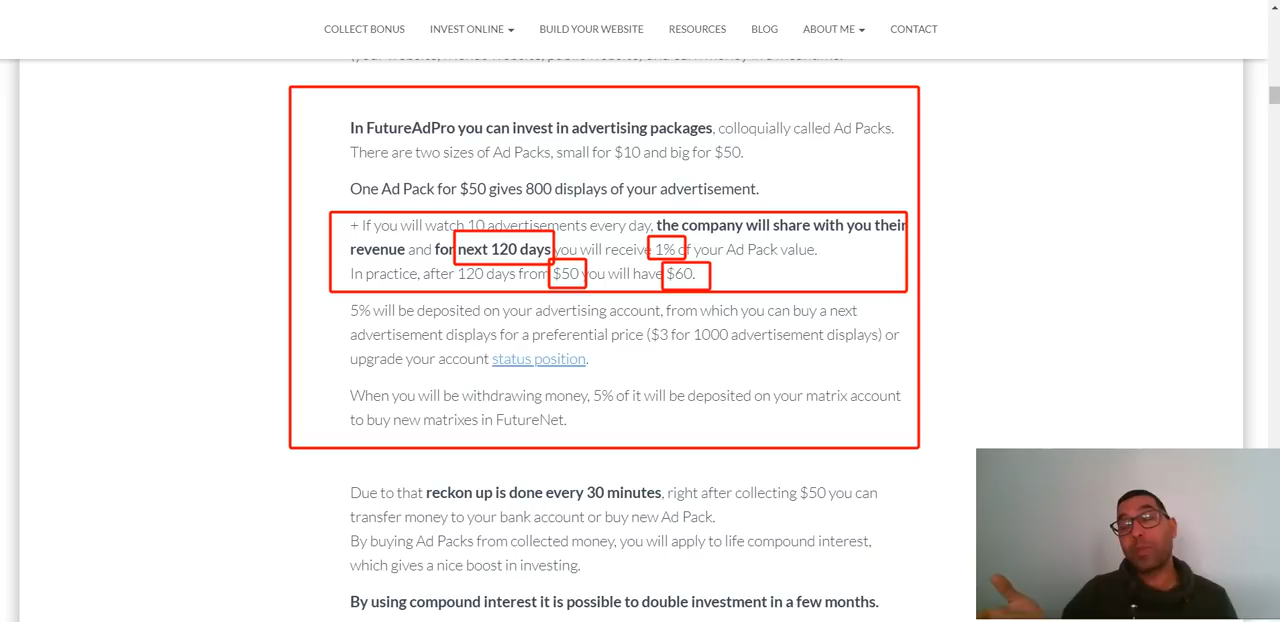 COLLECT BONUS INVEST ONLINE BUILD YOUR WEBSITE RESOURCES BLOG ABOUT ME CONTACT
In FutureAdPro you can invest in advertising packages, colloquially called Ad Packs.
There are two sizes of Ad Packs, small for $10 and big for $50.
One Ad Pack for $50 gives 800 displays of your advertisement.
+ If you will watch 10 advertisements every day, the company will share with you their
revenue and for next 120 days you will receive 1% of your Ad Pack value.
In practice, after 120 days from $50 you will have $60.
5% will be deposited on your advertising account, from which you can buy a next
advertisement displays for a preferential price ($3 for 1000 advertisement displays) or
upgrade your account status position.
When you will be withdrawing money, 5% of it will be deposited on your matrix account
to buy new matrixes in FutureNet.
Due to that reckon up is done every 30 minutes, right after collecting $50 you can
transfer money to your bank account or buy new Ad Pack.
By buying Ad Packs from collected money, you will apply to life compound interest,
which gives a nice boost in investing.
By using compound interest it is possible to double investment in a few months.